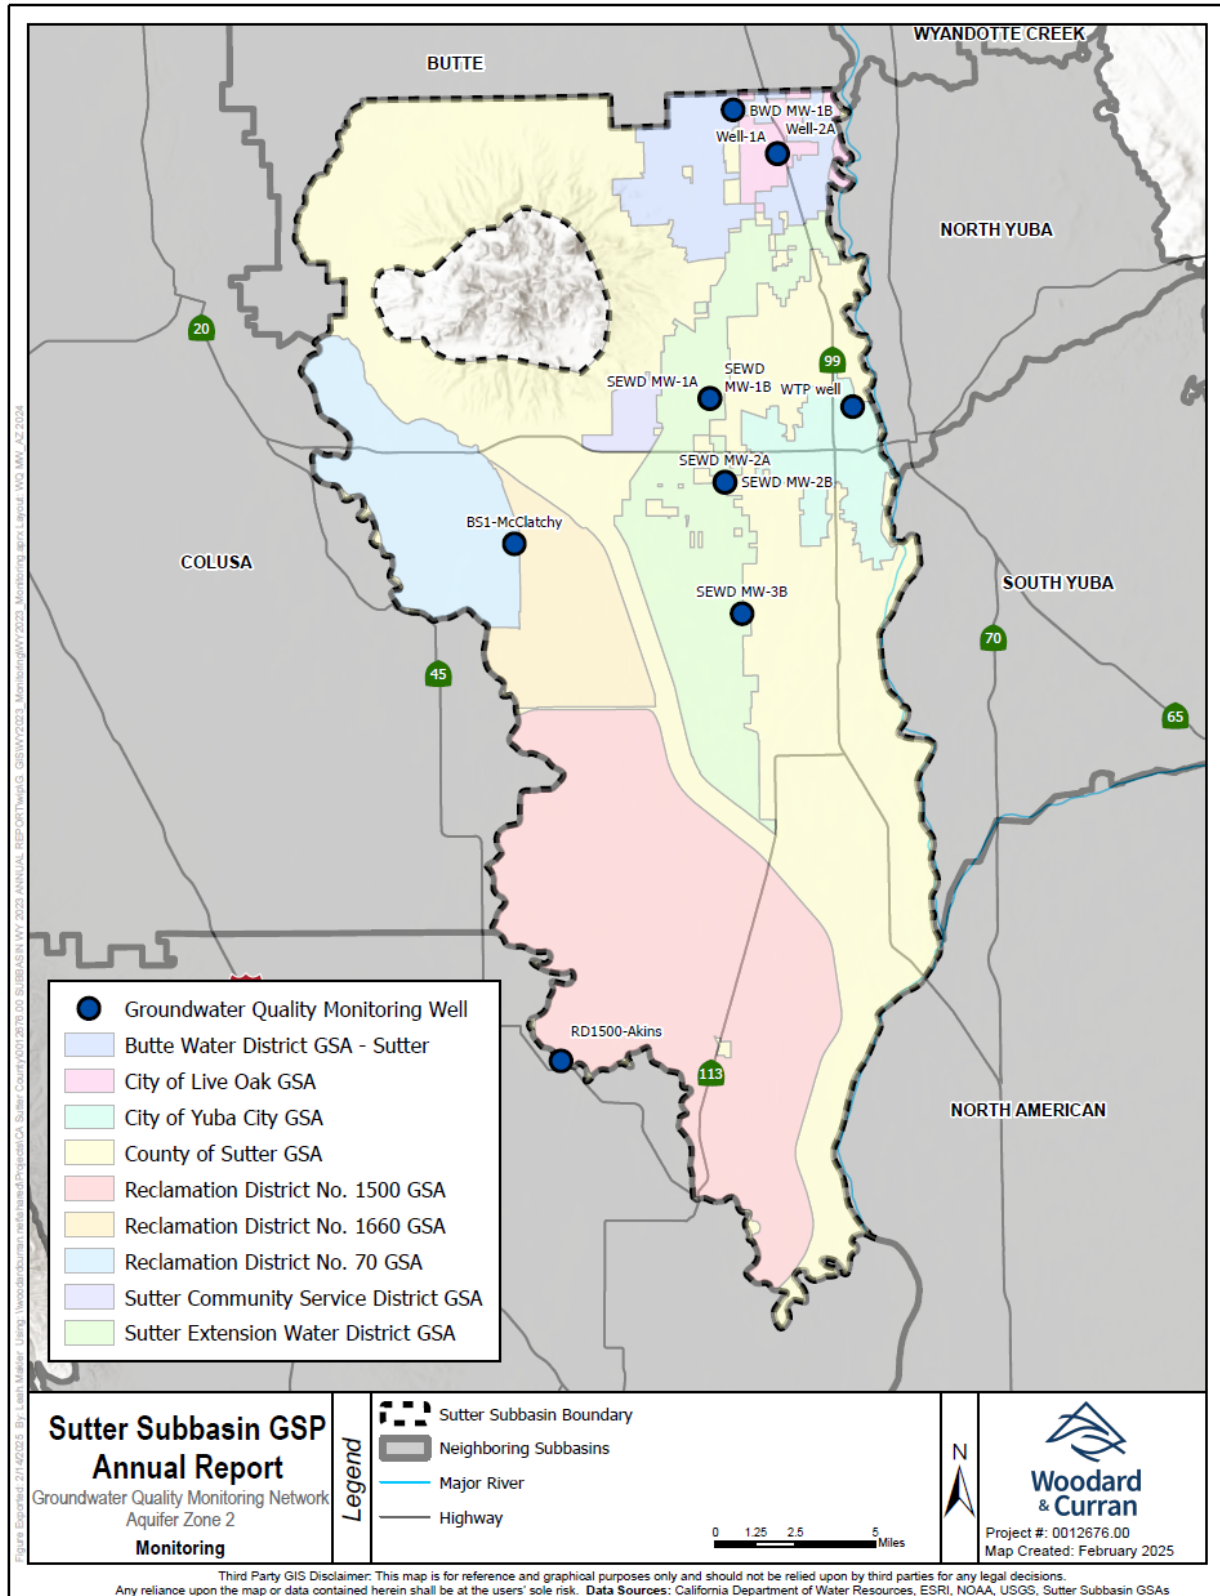 WYANDOTTE CREEK
BUTTE
BWD MW-1B
Well-2A
Well-1A
NORTH YUBA
20
99
SEWD
MW-1B
SEWD MW-1A
WTP well
SEWD MW-2A
SEWD MW-2B
BS1-McClatchy
COLUSA
SOUTH YUBA
SEWD MW-3B
70
45
65
RD1500-Akins
113
NORTH AMERICAN
Groundwater Quality Monitoring Well
Butte Water District GSA - Sutter
City of Live Oak GSA
City of Yuba City GSA
County of Sutter GSA
Reclamation District No. 1500 GSA
Reclamation District No. 1660 GSA
Reclamation District No. 70 GSA
Sutter Community Service District GSA
Sutter Extension Water District GSA
Sutter Subbasin GSP
Annual Report
Groundwater Quality Monitoring Network
Aquifer Zone 2
Monitoring
Legend
Sutter Subbasin Boundary
Neighboring Subbasins
Major River
Highway
0 1.25 2.5 5
Miles
N
Woodard
& Curran
Project #: 0012676.00
Map Created: February 2025
Third Party GIS Disclaimer: This map is for reference and graphical purposes only and should not be relied upon by third parties for any legal decisions.
Any reliance upon the map or data contained herein shall be at the users' sole risk. Data Sources: California Department of Water Resources, ESRI, NOAA, USGS, Sutter Subbasin GSAs
Figure Exported: 2/14/2025 By: Leah.Makler Using: